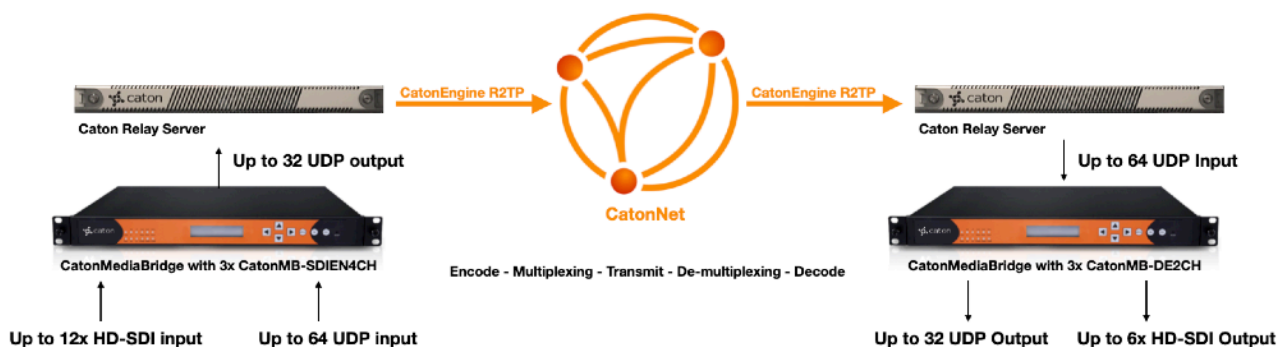 caton
CatonEngine R2TP
CatonEngine R2TP
caton
Caton Relay Server
Caton Relay Server
Up to 32 UDP output
Up to 64 UDP Input
CatonNet
caton
caton
CatonMediaBridge with 3x CatonMB-SDIEN4CH
Encode - Multiplexing - Transmit - De-multiplexing - Decode
CatonMediaBridge with 3x CatonMB-DE2CH
Up to 12x HD-SDI input
Up to 64 UDP input
Up to 32 UDP Output
Up to 6x HD-SDI Output